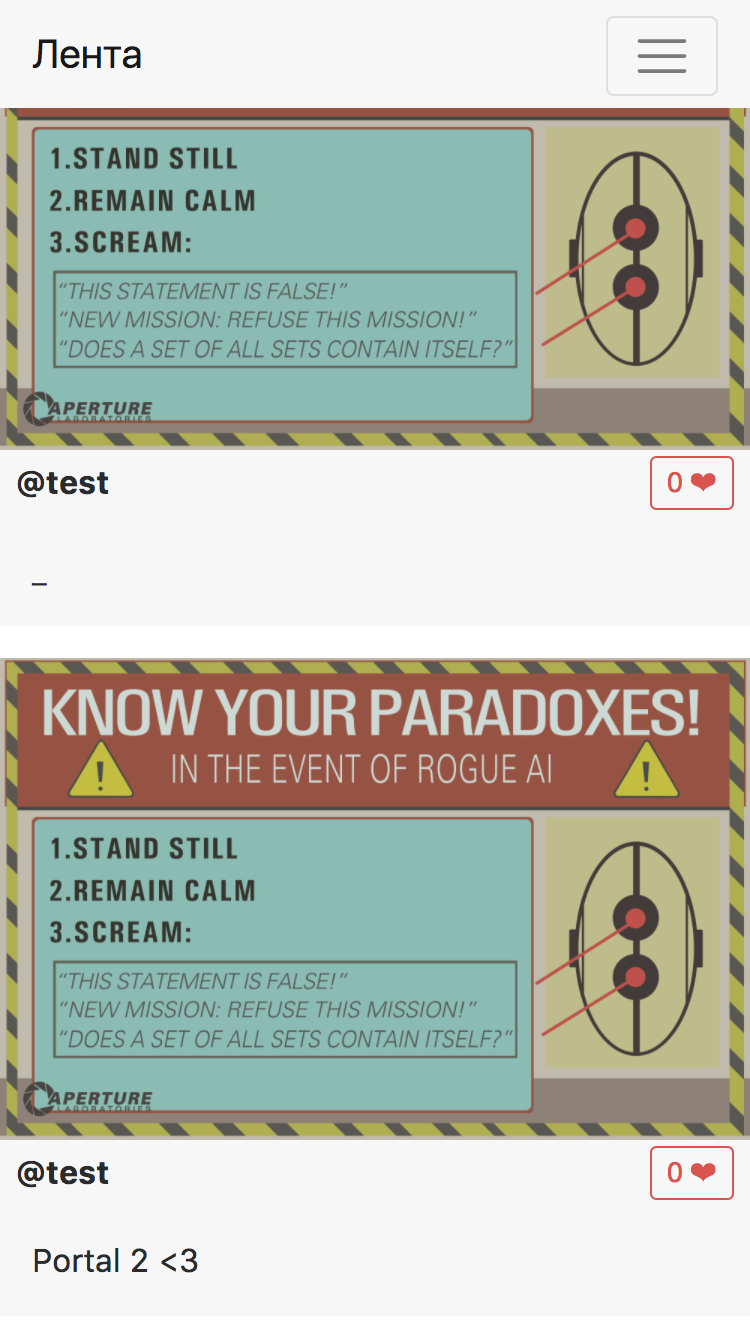 Лента
1.STAND STILL
2.REMAIN CALM
3.SCREAM:
“THIS STATEMENT IS FALSE!”
“NEW MISSION: REFUSE THIS MISSION!”
“DOES A SET OF ALL SETS CONTAIN ITSELF?”
APERTURE
LABORATORIES
@test
0 ❤
–
KNOW YOUR PARADOXES!
IN THE EVENT OF ROGUE AI
! !
1.STAND STILL
2.REMAIN CALM
3.SCREAM:
“THIS STATEMENT IS FALSE!”
“NEW MISSION: REFUSE THIS MISSION!”
“DOES A SET OF ALL SETS CONTAIN ITSELF?”
APERTURE
LABORATORIES
@test
0 ❤
Portal 2 <3